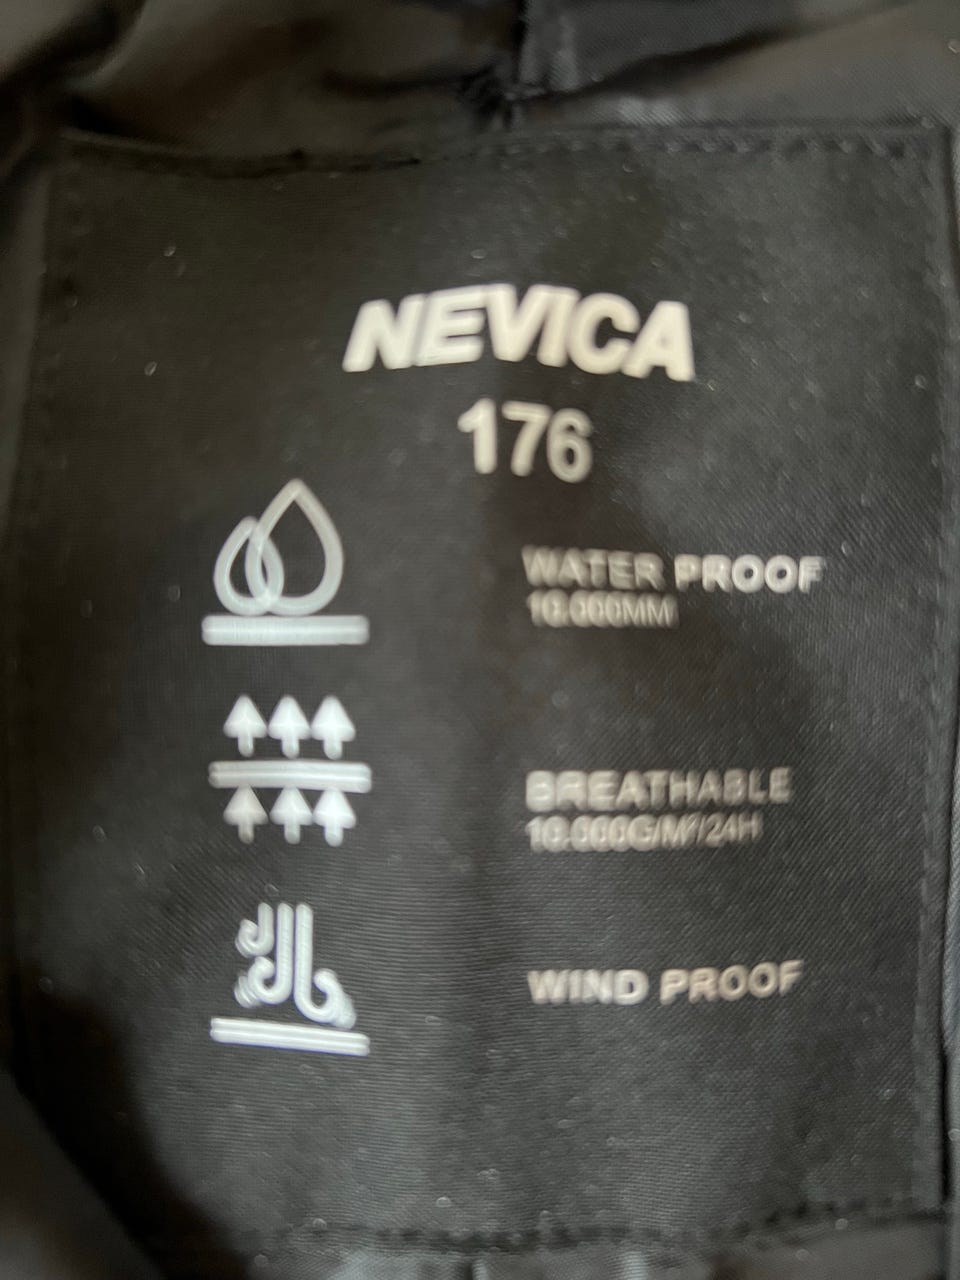 NEVICA
176
WATER PROOF
10.000MM
BREATHABLE
10.000G/M²/24H
WIND PROOF